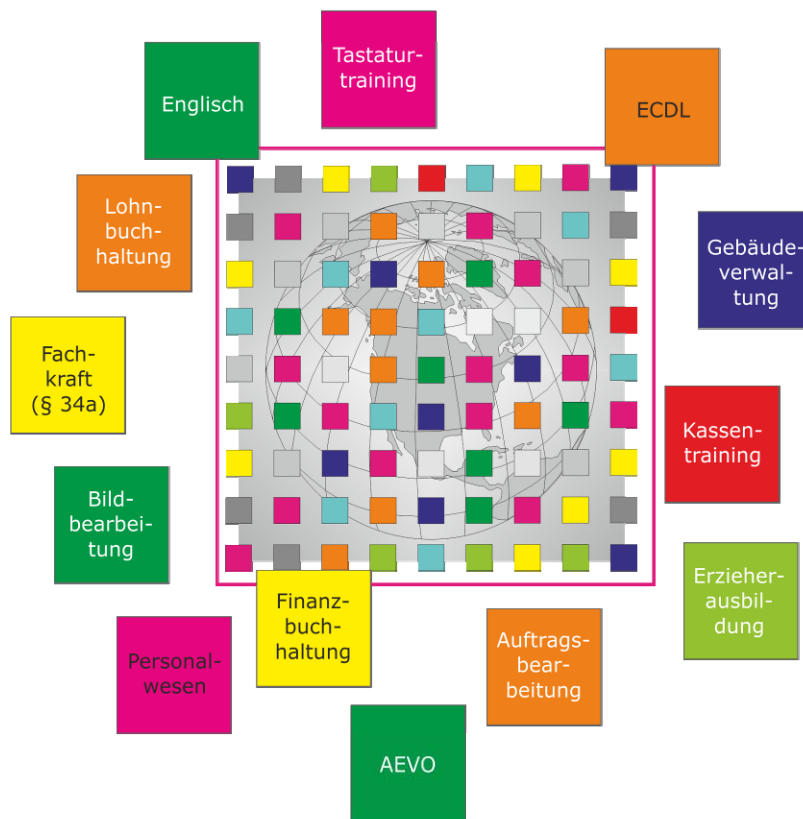 Tastatur-
training
Englisch
ECDL
Lohn-
buch-
haltung
Gebäude-
verwal-
tung
Fach-
kraft
(§ 34a)
Kassen-
training
Bild-
bearbei-
tung
Erzieher-
ausbil-
dung
Finanz-
buch-
haltung
Auftrags-
bear-
beitung
Personal-
wesen
AEVO